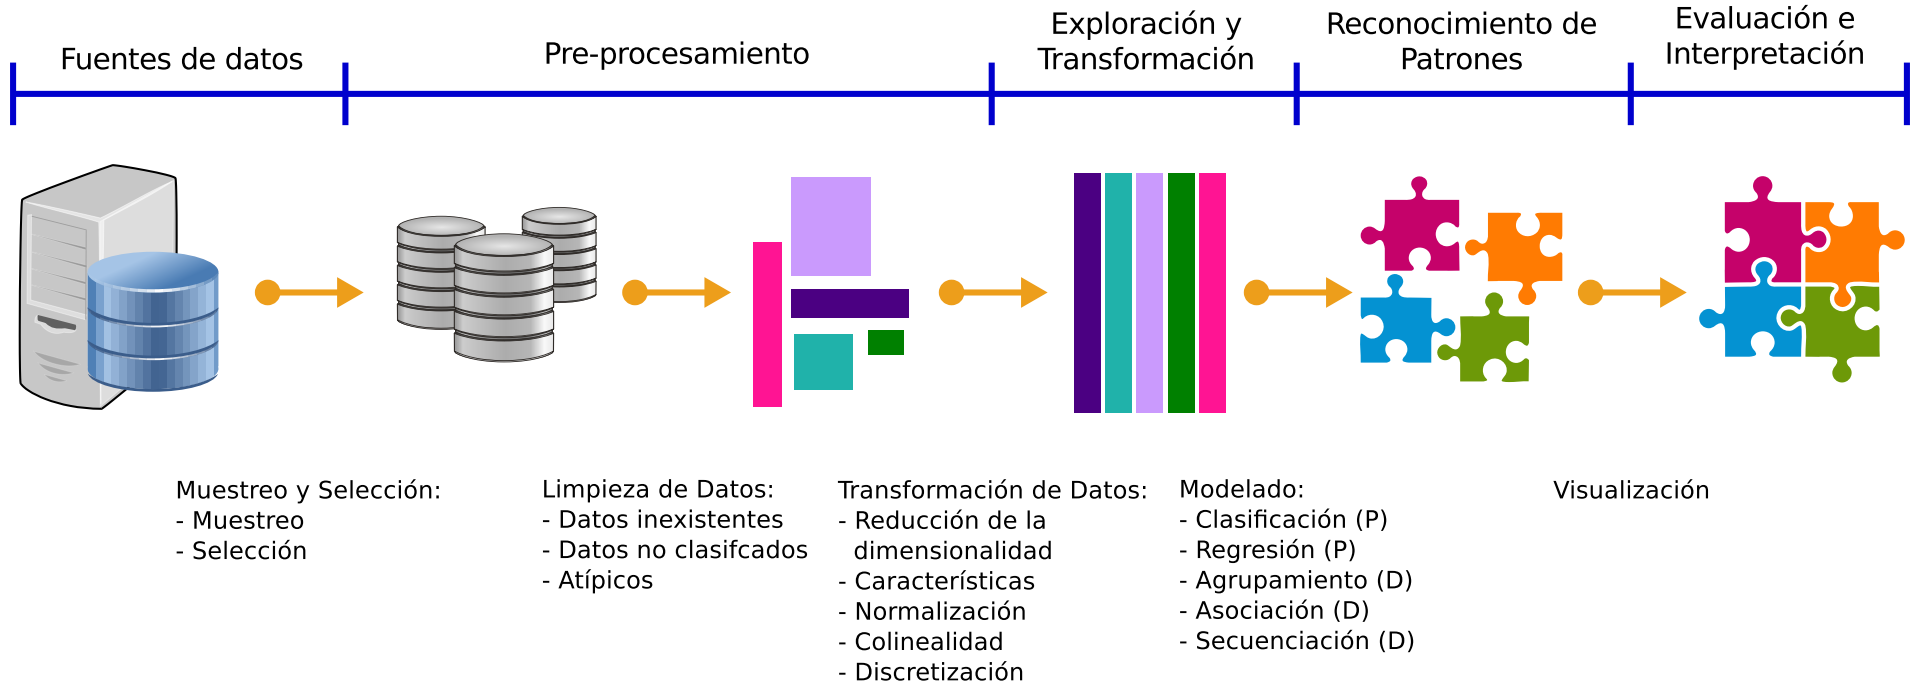 Fuentes de datos
Pre-procesamiento
Exploración y
Transformación
Reconocimiento de
Patrones
Evaluación e
Interpretación
Muestreo y Selección:
- Muestreo
- Selección
Limpieza de Datos:
- Datos inexistentes
- Datos no clasifcados
- Atípicos
Transformación de Datos:
- Reducción de la
dimensionalidad
- Características
- Normalización
- Colinealidad
- Discretización
Modelado:
- Clasificación (P)
- Regresión (P)
- Agrupamiento (D)
- Asociación (D)
- Secuenciación (D)
Visualización